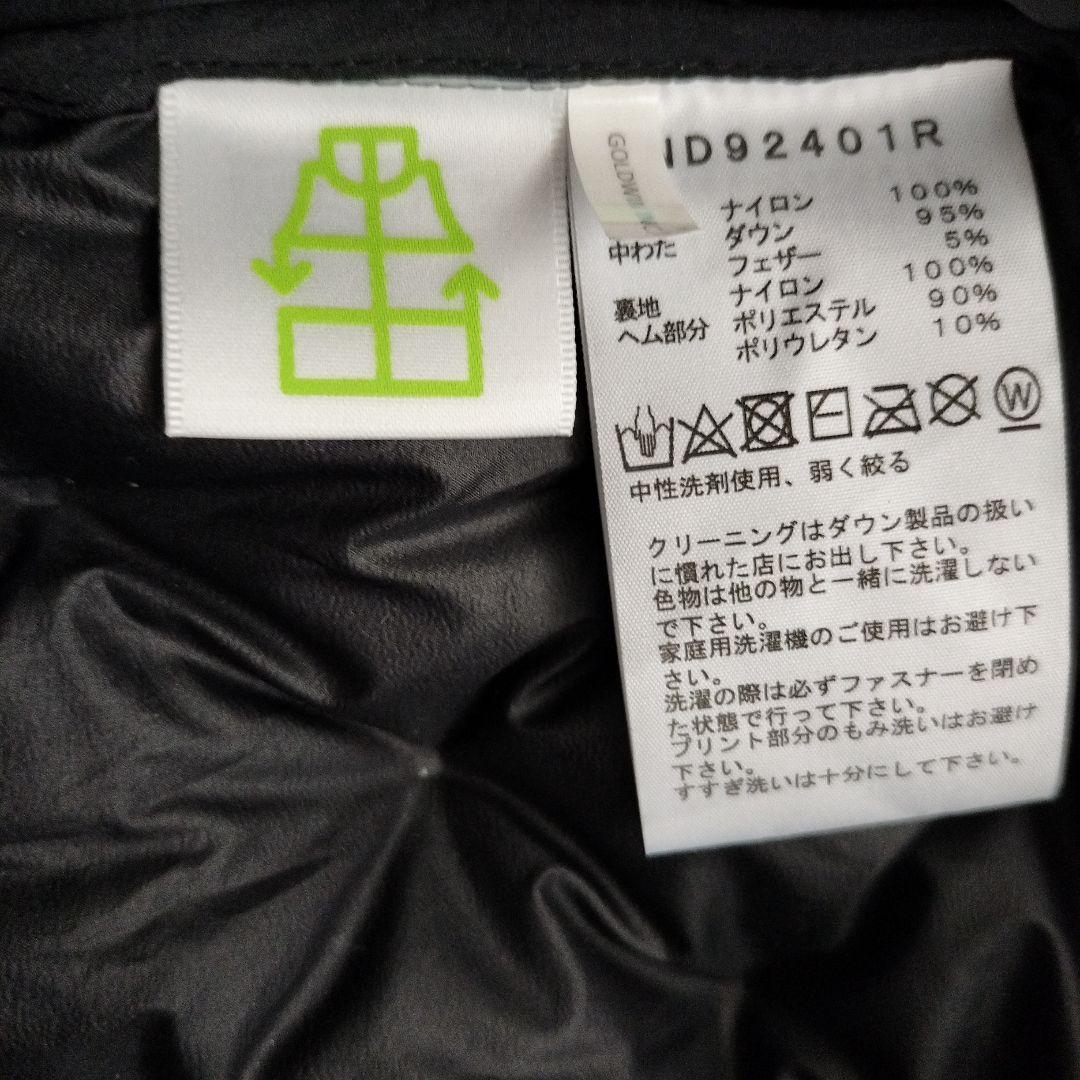 GOLDWIN
ND92401R
ナイロン 100%
中わた ダウン 95%
フェザー 5%
裏地 ナイロン 100%
ヘム部分 ポリエステル 90%
ポリウレタン 10%
W
中性洗剤使用、弱く絞る
クリーニングはダウン製品の扱い
に慣れた店にお出し下さい。
色物は他の物と一緒に洗濯しない
で下さい。
家庭用洗濯機のご使用はお避け下
さい。
洗濯の際は必ずファスナーを閉め
た状態で行って下さい。
プリント部分のもみ洗いはお避け
下さい。
すすぎ洗いは十分にして下さい。